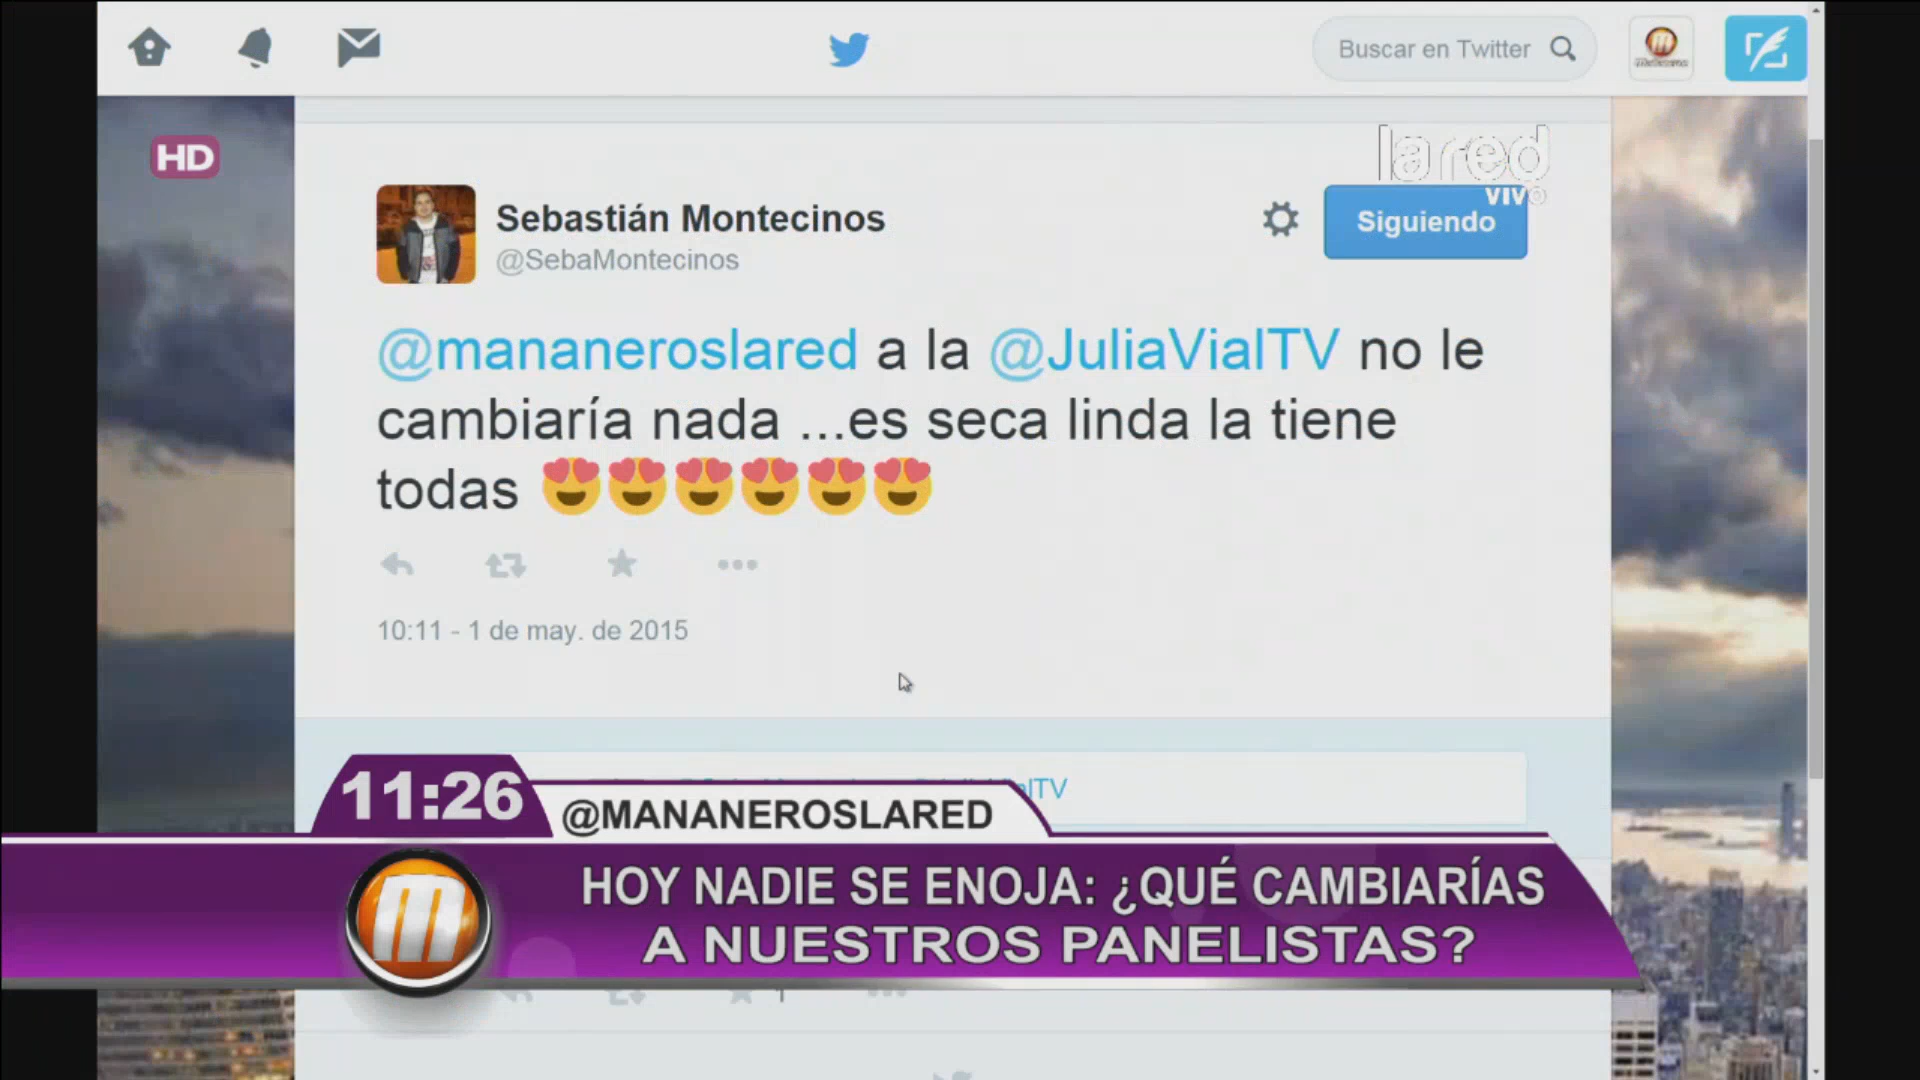 Buscar en Twitter
HD
la red
VIVO
Sebastián Montecinos
@SebaMontecinos
Siguiendo
@mananeroslared a la @JuliaVialTV no le
cambiaría nada ...es seca linda la tiene
todas 😍😍😍😍😍😍
10:11 - 1 de may. de 2015
11:26
@MANANEROSLARED
HOY NADIE SE ENOJA: ¿QUÉ CAMBIARÍAS
A NUESTROS PANELISTAS?